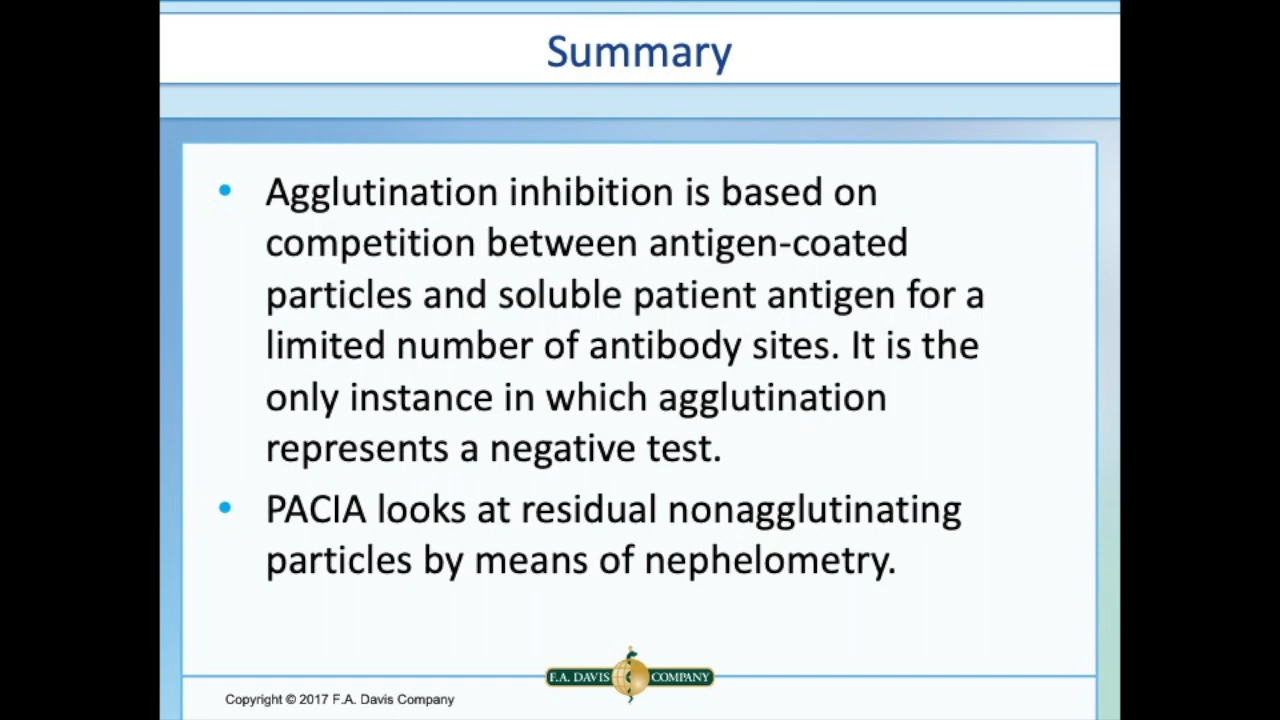 Summary
• Agglutination inhibition is based on
competition between antigen-coated
particles and soluble patient antigen for a
limited number of antibody sites. It is the
only instance in which agglutination
represents a negative test.
• PACIA looks at residual nonagglutinating
particles by means of nephelometry.
F.A. DAVIS COMPANY
Copyright © 2017 F.A. Davis Company